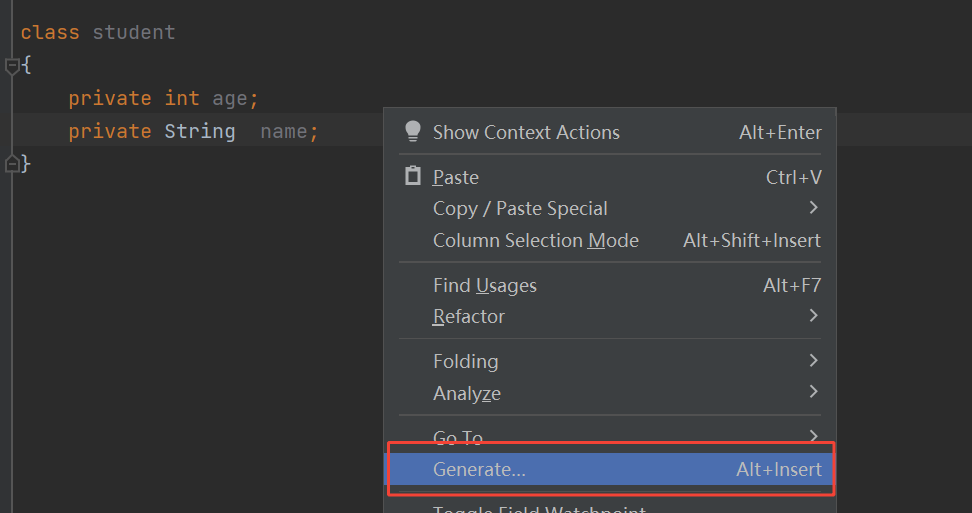 class student
{
private int age;
private String  name;
}
Show Context Actions Alt+Enter
Paste Ctrl+V
Copy / Paste Special
Column Selection Mode Alt+Shift+Insert
Find Usages Alt+F7
Refactor
Folding
Analyze
Go To
Generate... Alt+Insert
Toggle Field Watchpoint